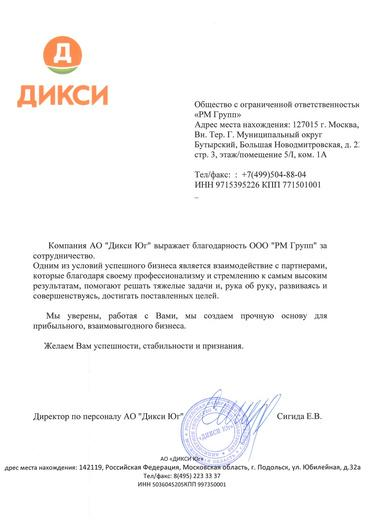 Д
ДИКСИ
Общество с ограниченной ответственностью
«РМ Групп»
Адрес места нахождения: 127015 г. Москва,
Вн. Тер. Г. Муниципальный округ
Бутырский, Большая Новодмитровская, д. 2
стр. 3, этаж/помещение 5/I, ком. 1А
Тел/факс: : +7(499)504-88-04
ИНН 9715395226 КПП 771501001
–
Компания АО "Дикси Юг" выражает благодарность ООО "РМ Групп" за
сотрудничество.
Одним из условий успешного бизнеса является взаимодействие с партнерами,
которые благодаря своему профессионализму и стремлению к самым высоким
результатам, помогают решать тяжелые задачи и, рука об руку, развиваясь и
совершенствуясь, достигать поставленных целей.
Мы уверены, работая с Вами, мы создаем прочную основу для
прибыльного, взаимовыгодного бизнеса.
Желаем Вам успешности, стабильности и признания.
Директор по персоналу АО "Дикси Юг" Сигида Е.В.
«ДИКСИ ЮГ»
АО «ДИКСИ Юг»
дрес места нахождения: 142119, Российская Федерация, Московская область, г. Подольск, ул. Юбилейная, д.32а
Тел/факс: 8(495) 223 33 37
ИНН 5036045205КПП 997350001